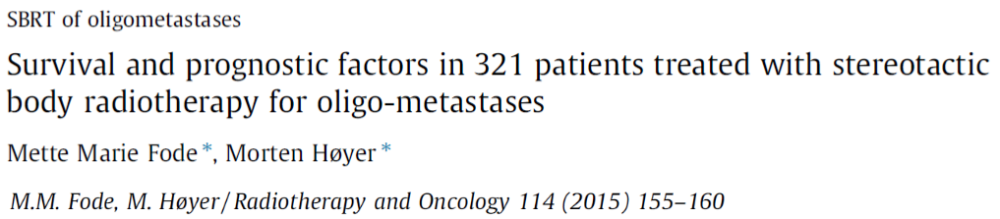 SBRT of oligometastases
Survival and prognostic factors in 321 patients treated with stereotactic
body radiotherapy for oligo-metastases
Mette Marie Fode *, Morten Høyer *
M.M. Fode, M. Høyer / Radiotherapy and Oncology 114 (2015) 155–160